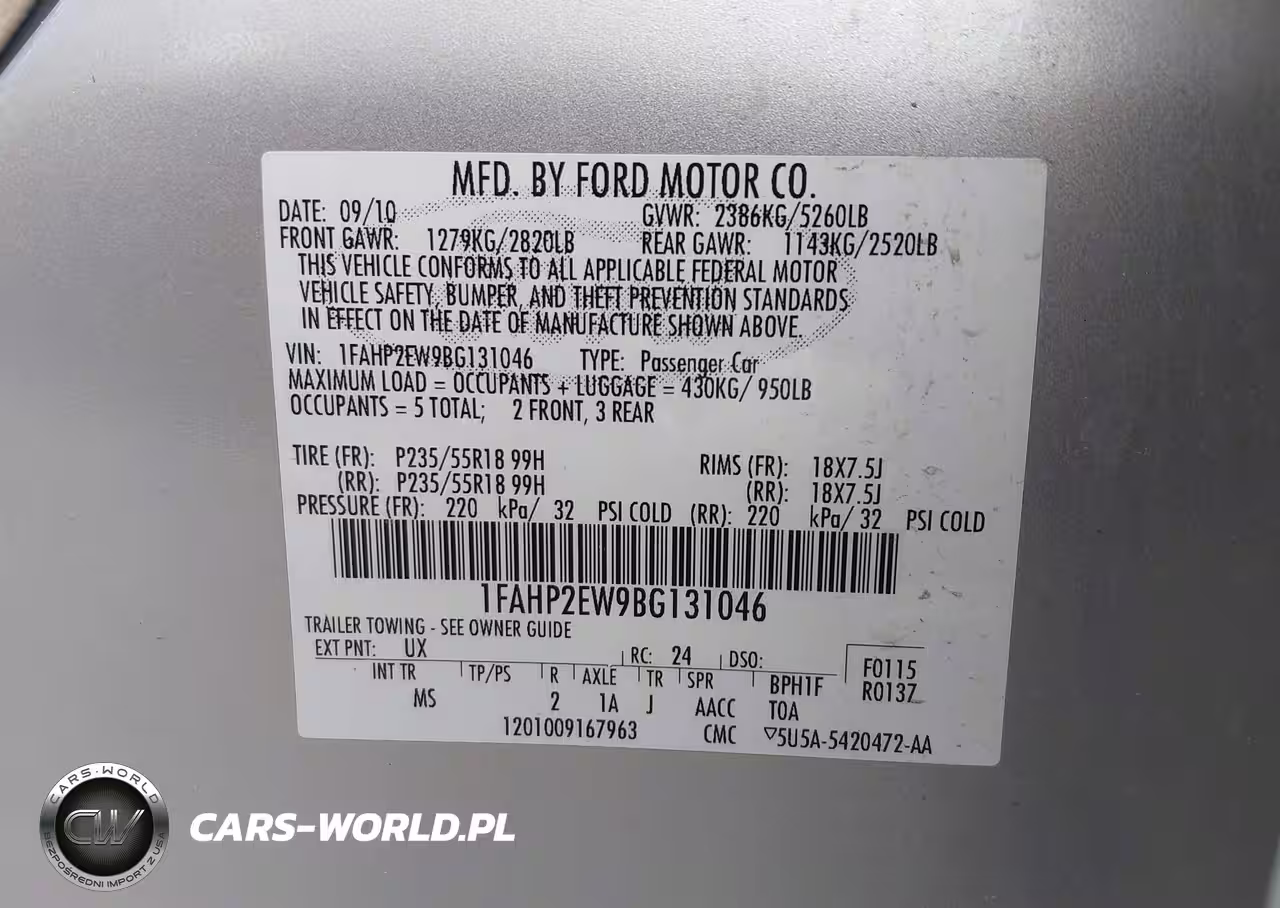 MFD. BY FORD MOTOR CO.
DATE: 09/10 GVWR: 2386KG/5260LB
FRONT GAWR: 1279KG/2820LB REAR GAWR: 1143KG/2520LB
THIS VEHICLE CONFORMS TO ALL APPLICABLE FEDERAL MOTOR
VEHICLE SAFETY, BUMPER, AND THEFT PREVENTION STANDARDS
IN EFFECT ON THE DATE OF MANUFACTURE SHOWN ABOVE.
VIN: 1FAHP2EW9BG131046 TYPE: Passenger Car
MAXIMUM LOAD = OCCUPANTS + LUGGAGE = 430KG/ 950LB
OCCUPANTS = 5 TOTAL; 2 FRONT, 3 REAR
TIRE (FR): P235/55R18 99H RIMS (FR): 18X7.5J
(RR): P235/55R18 99H (RR): 18X7.5J
PRESSURE (FR): 220 kPa/ 32 PSI COLD (RR): 220 kPa/ 32 PSI COLD
1FAHP2EW9BG131046
TRAILER TOWING - SEE OWNER GUIDE
EXT PNT: UX RC: 24 DSO: F0115
INT TR TP/PS R AXLE TR SPR BPH1F R0137
MS 2 1A J AACC TOA
1201009167963 CMC ▽5U5A-5420472-AA
CARS-WORLD
CW
BEZPOŚREDNI IMPORT Z USA
CARS-WORLD.PL